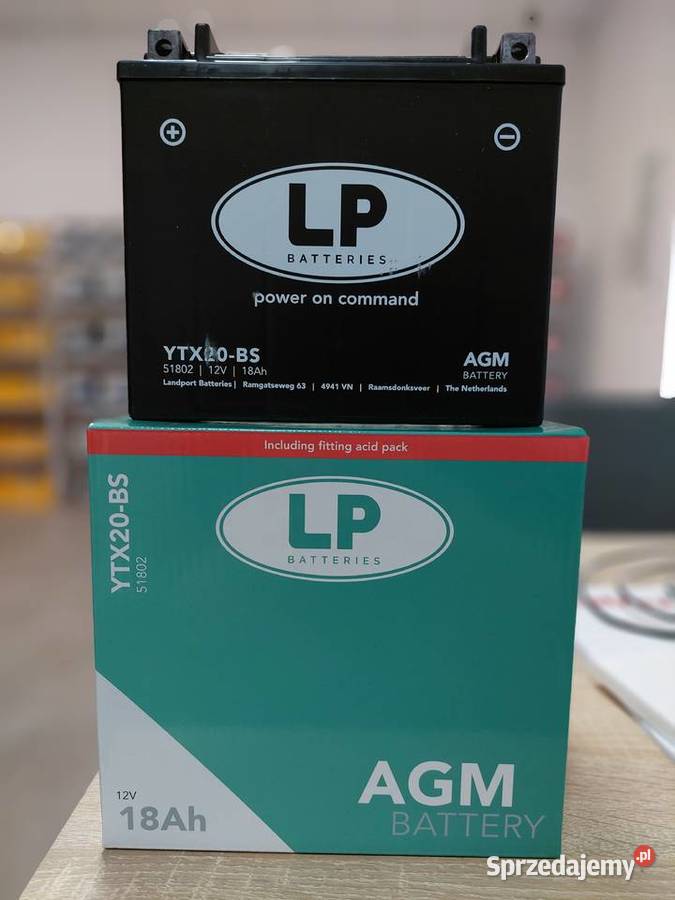 + −
LP
BATTERIES
power on command
YTX20-BS
51802 | 12V | 18Ah
AGM
BATTERY
Landport Batteries | Ramgatseweg 63 | 4941 VN | Raamsdonksveer | The Netherlands
Including fitting acid pack
YTX20-BS
51802
LP
BATTERIES
12V
18Ah
AGM
BATTERY
Sprzedajemy.pl